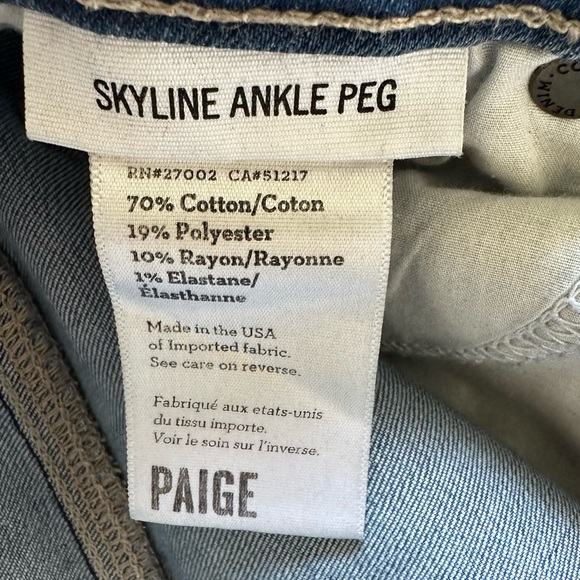 SKYLINE ANKLE PEG
DENIM. CO
RN#27002 CA#51217
70% Cotton/Coton
19% Polyester
10% Rayon/Rayonne
1% Elastane/
Élasthanne
Made in the USA
of Imported fabric.
See care on reverse.
Fabriqué aux etats-unis
du tissu importe.
Voir le soin sur l'inverse.
PAIGE